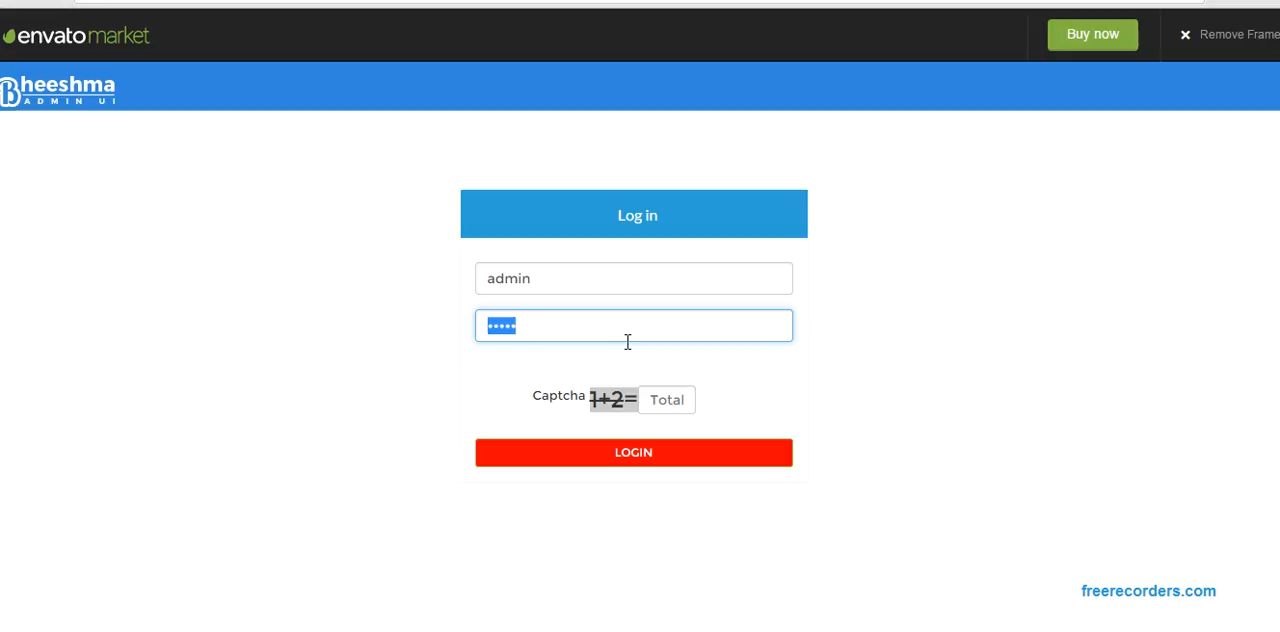 envatomarket
Buy now
Remove Frame
Bheeshma
ADMIN UI
Log in
admin
•••••
Captcha 1+2= Total
LOGIN
freerecorders.com